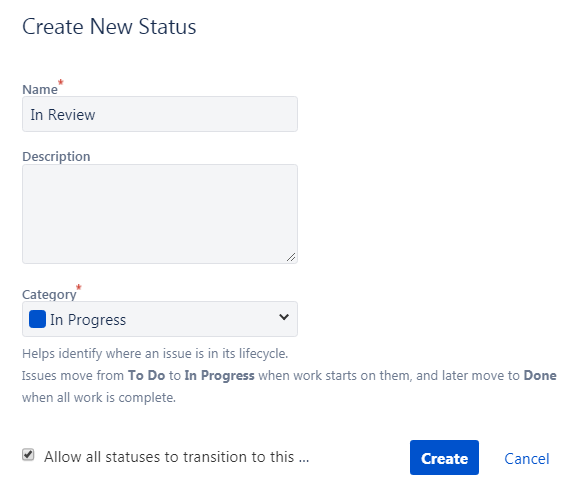 Create New Status
Name*
In Review
Description
Category*
In Progress
Helps identify where an issue is in its lifecycle.
Issues move from To Do to In Progress when work starts on them, and later move to Done
when all work is complete.
Allow all statuses to transition to this ...
Create
Cancel